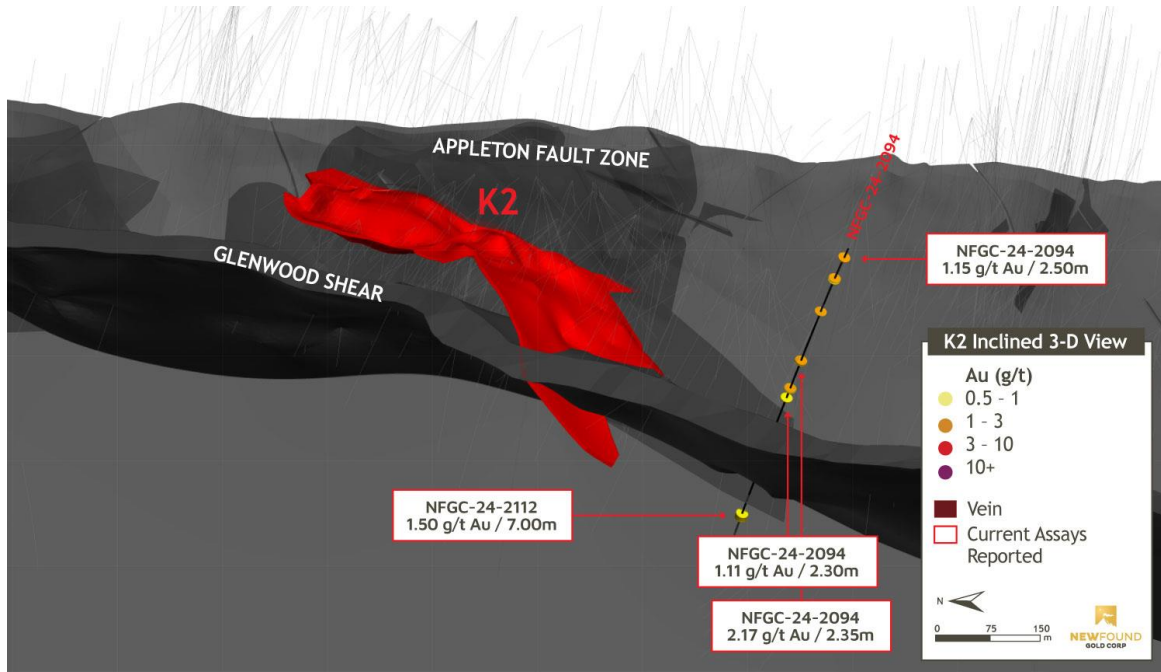 APPLETON FAULT ZONE
K2
GLENWOOD SHEAR
NFGC-24-2094
NFGC-24-2094
1.15 g/t Au / 2.50m
NFGC-24-2112
1.50 g/t Au / 7.00m
NFGC-24-2094
1.11 g/t Au / 2.30m
NFGC-24-2094
2.17 g/t Au / 2.35m
K2 Inclined 3-D View
Au (g/t)
0.5 - 1
1 - 3
3 - 10
10+
Vein
Current Assays
Reported
N
0 75 150
m
NEWFOUND
GOLD CORP